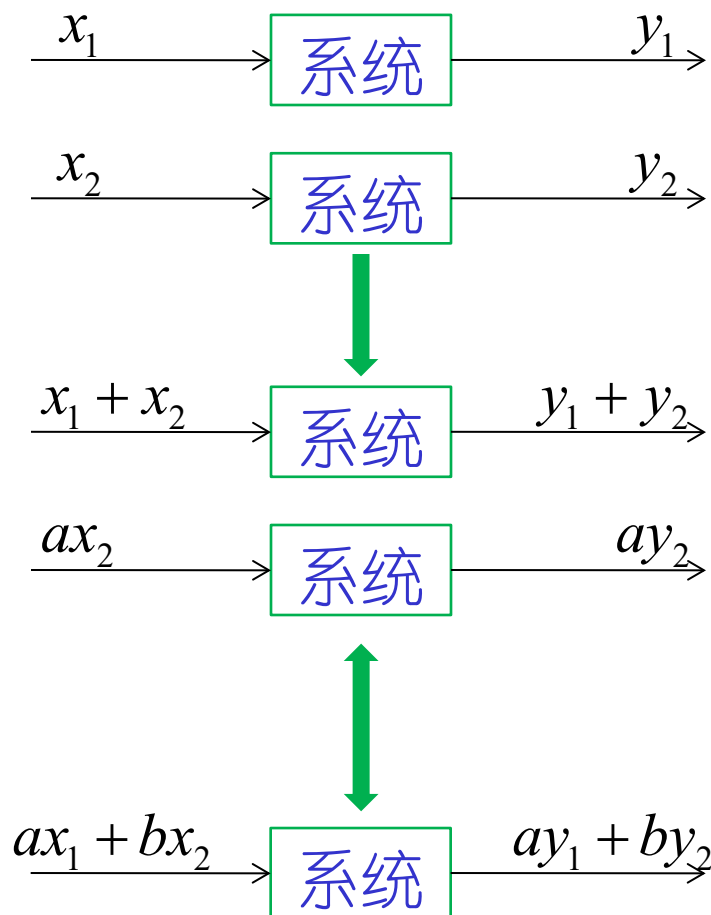 x₁ 系统 y₁
x₂ 系统 y₂
x₁ + x₂ 系统 y₁ + y₂
ax₂ 系统 ay₂
ax₁ + bx₂ 系统 ay₁ + by₂